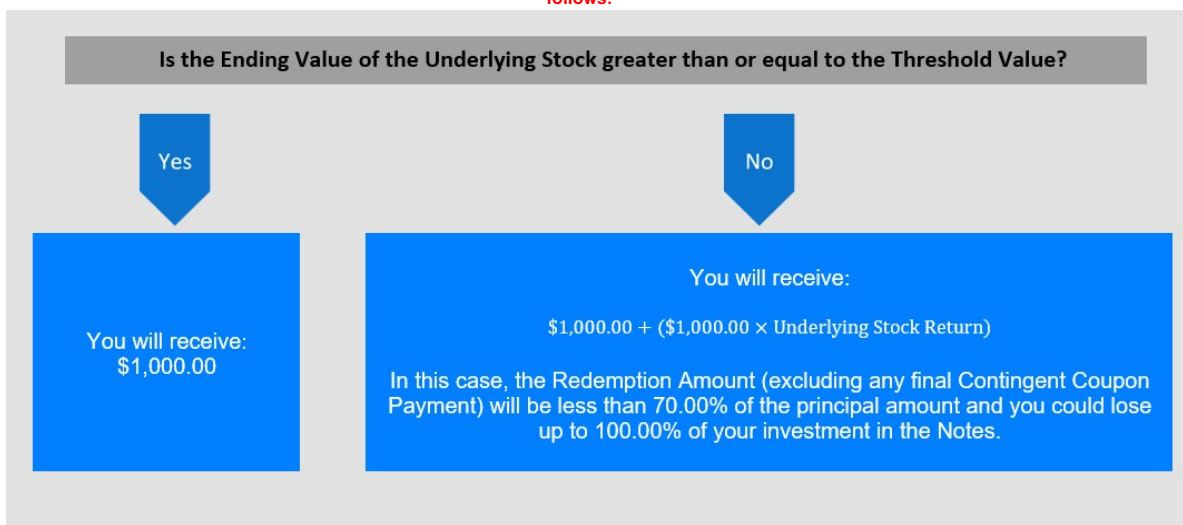 follows:
Is the Ending Value of the Underlying Stock greater than or equal to the Threshold Value?
Yes
No
You will receive:
$1,000.00
You will receive:
$1,000.00 + ($1,000.00 × Underlying Stock Return)
In this case, the Redemption Amount (excluding any final Contingent Coupon
Payment) will be less than 70.00% of the principal amount and you could lose
up to 100.00% of your investment in the Notes.